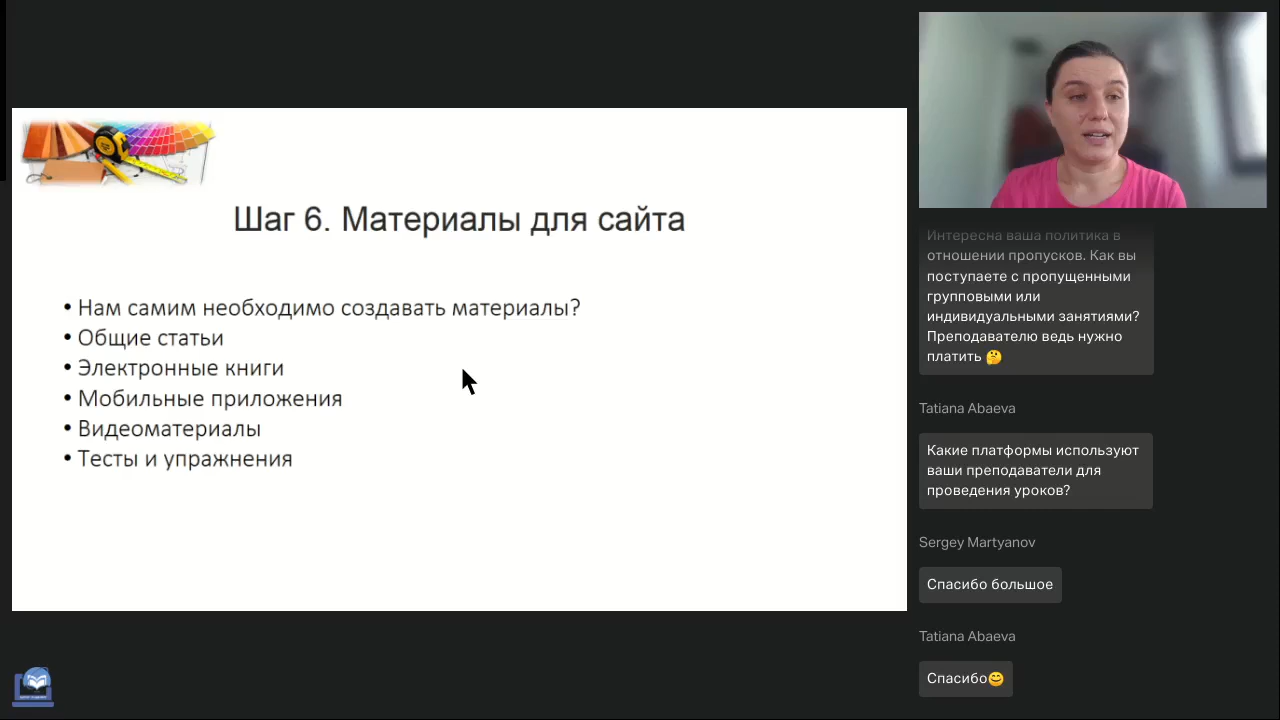 Шаг 6. Материалы для сайта
• Нам самим необходимо создавать материалы?
• Общие статьи
• Электронные книги
• Мобильные приложения
• Видеоматериалы
• Тесты и упражнения
Интересна ваша политика в
отношении пропусков. Как вы
поступаете с пропущенными
групповыми или
индивидуальными занятиями?
Преподавателю ведь нужно
платить 🤔
Tatiana Abaeva
Какие платформы используют
ваши преподаватели для
проведения уроков?
Sergey Martyanov
Спасибо большое
Tatiana Abaeva
Спасибо😊